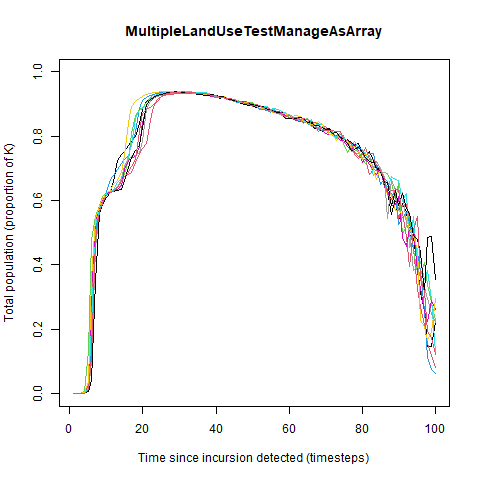 MultipleLandUseTestManageAsArray
Total population (proportion of K)
1.0
0.8
0.6
0.4
0.2
0.0
0 20 40 60 80 100
Time since incursion detected (timesteps)